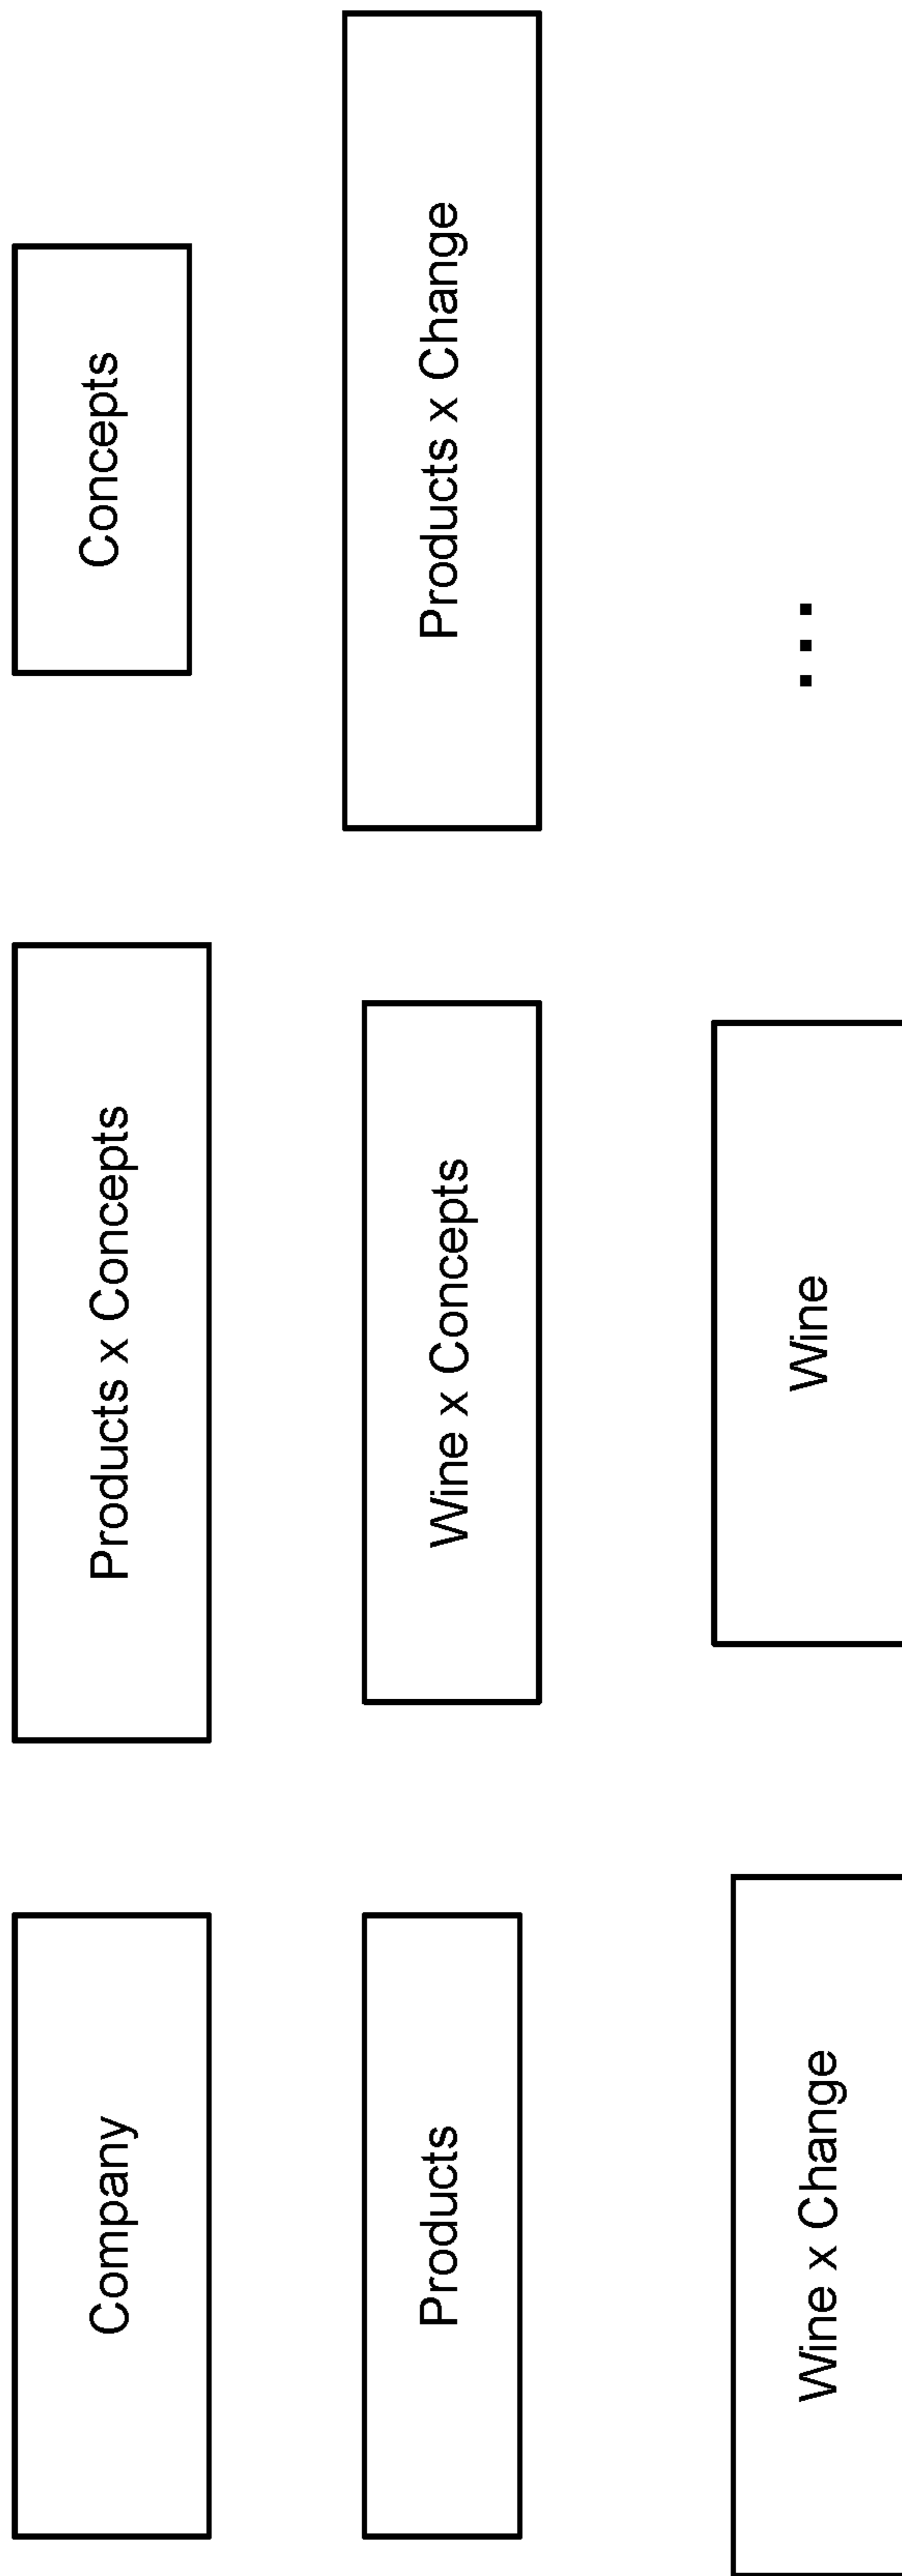 Company
Products x Concepts
Concepts
Products
Wine x Concepts
Products x Change
Wine x Change
Wine
...